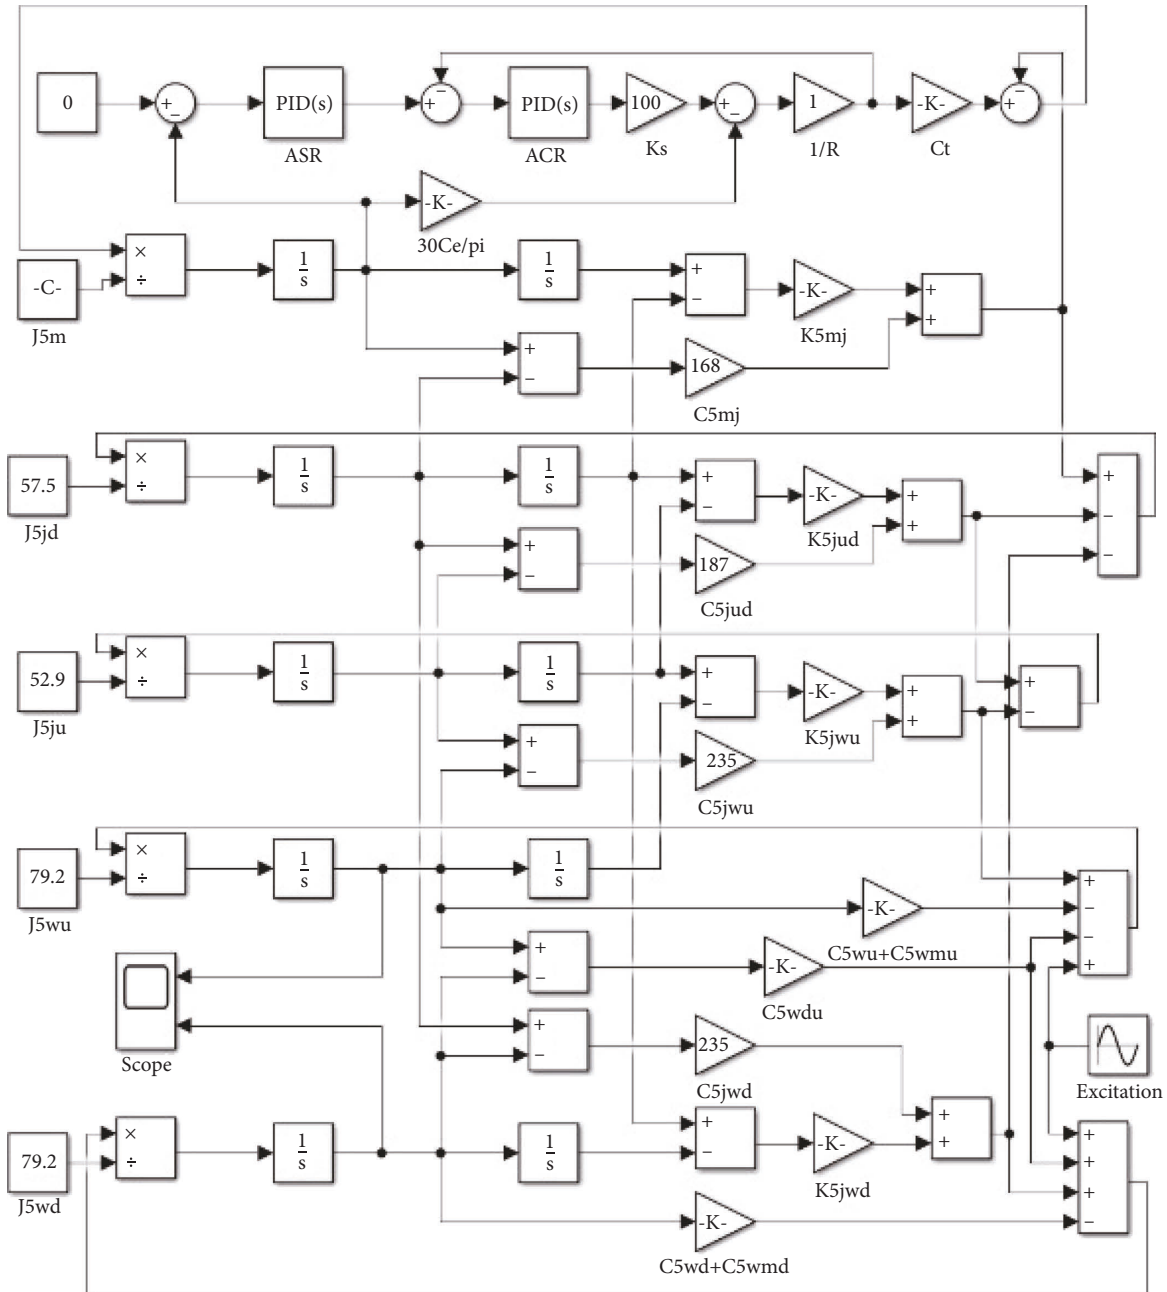 0
+
−
PID(s)
ASR
+
−
PID(s)
ACR
100
Ks
+
−
1
1/R
-K-
Ct
−
+
-K-
30Ce/pi
×
÷
-C-
J5m
1
s
1
s
+
−
-K-
K5mj
+
+
+
−
168
C5mj
57.5
J5jd
×
÷
1
s
1
s
+
−
-K-
K5jud
+
+
+
−
−
+
−
187
C5jud
52.9
J5ju
×
÷
1
s
1
s
+
−
-K-
K5jwu
+
+
+
−
+
−
235
C5jwu
79.2
J5wu
×
÷
1
s
1
s
-K-
C5wu+C5wmu
+
−
−
+
+
−
-K-
C5wdu
Scope
+
−
235
C5jwd
Excitation
79.2
J5wd
×
÷
1
s
1
s
+
−
-K-
K5jwd
+
+
+
+
+
−
-K-
C5wd+C5wmd